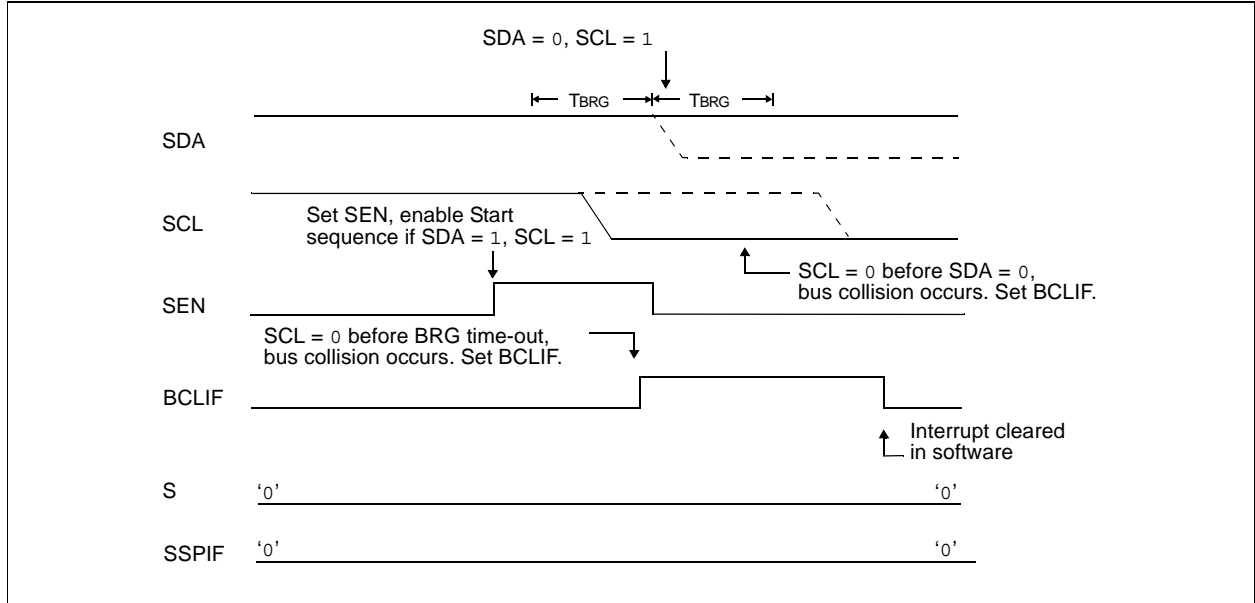 SDA = 0, SCL = 1
TBRG TBRG
SDA
SCL
Set SEN, enable Start
sequence if SDA = 1, SCL = 1
SCL = 0 before SDA = 0,
bus collision occurs. Set BCLIF.
SEN
SCL = 0 before BRG time-out,
bus collision occurs. Set BCLIF.
BCLIF
Interrupt cleared
in software
S ‘0’ ‘0’
SSPIF ‘0’ ‘0’